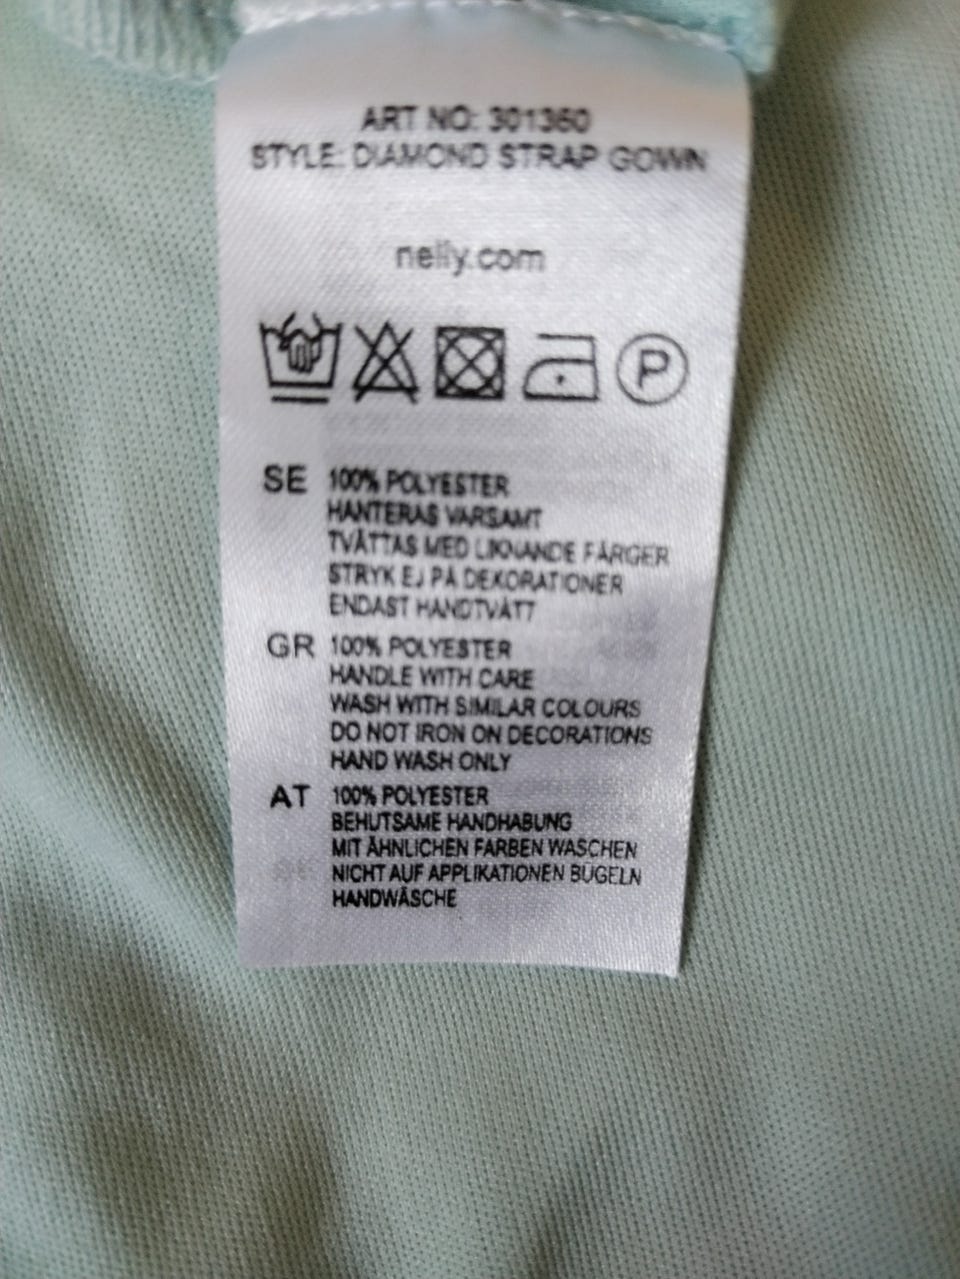 ART NO: 301360
STYLE: DIAMOND STRAP GOWN
nelly.com
P
SE 100% POLYESTER
HANTERAS VARSAMT
TVÄTTAS MED LIKNANDE FÄRGER
STRYK EJ PÅ DEKORATIONER
ENDAST HANDTVÄTT
GR 100% POLYESTER
HANDLE WITH CARE
WASH WITH SIMILAR COLOURS
DO NOT IRON ON DECORATIONS
HAND WASH ONLY
AT 100% POLYESTER
BEHUTSAME HANDHABUNG
MIT ÄHNLICHEN FARBEN WASCHEN
NICHT AUF APPLIKATIONEN BÜGELN
HANDWÄSCHE